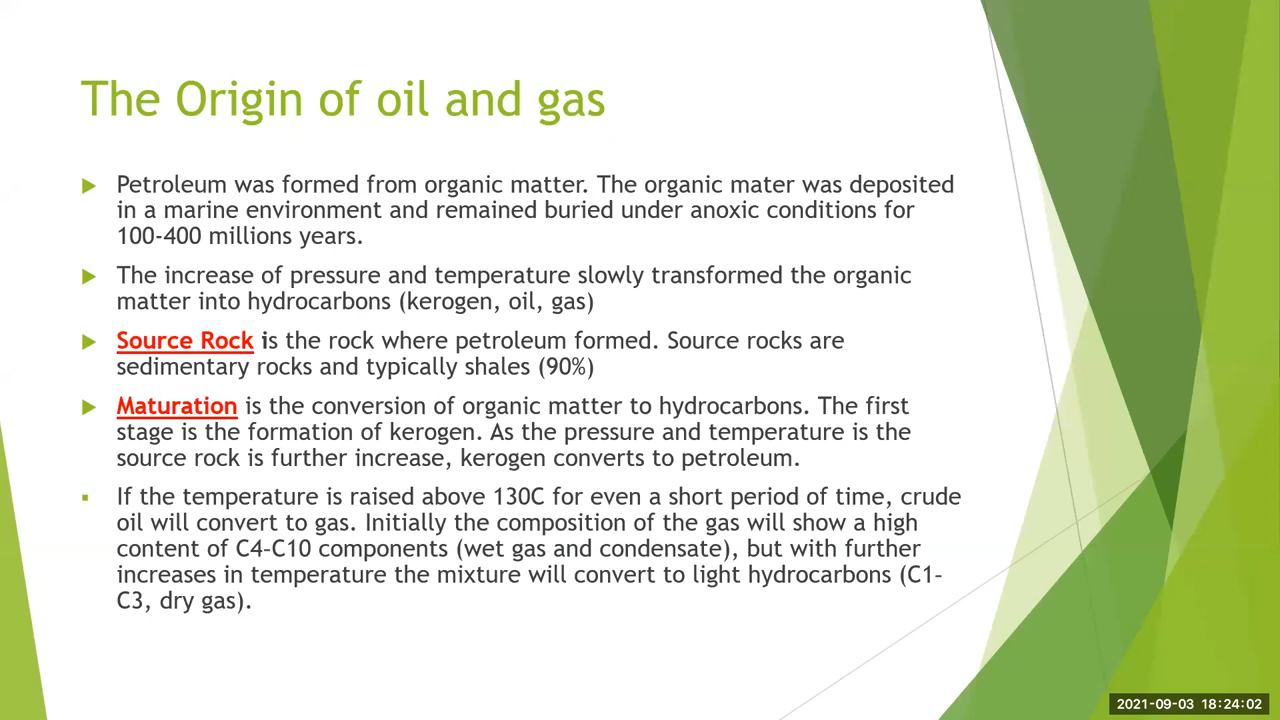 The Origin of oil and gas
Petroleum was formed from organic matter. The organic mater was deposited
in a marine environment and remained buried under anoxic conditions for
100-400 millions years.
The increase of pressure and temperature slowly transformed the organic
matter into hydrocarbons (kerogen, oil, gas)
Source Rock is the rock where petroleum formed. Source rocks are
sedimentary rocks and typically shales (90%)
Maturation is the conversion of organic matter to hydrocarbons. The first
stage is the formation of kerogen. As the pressure and temperature is the
source rock is further increase, kerogen converts to petroleum.
If the temperature is raised above 130C for even a short period of time, crude
oil will convert to gas. Initially the composition of the gas will show a high
content of C4-C10 components (wet gas and condensate), but with further
increases in temperature the mixture will convert to light hydrocarbons (C1-
C3, dry gas).
2021-09-03 18:24:02